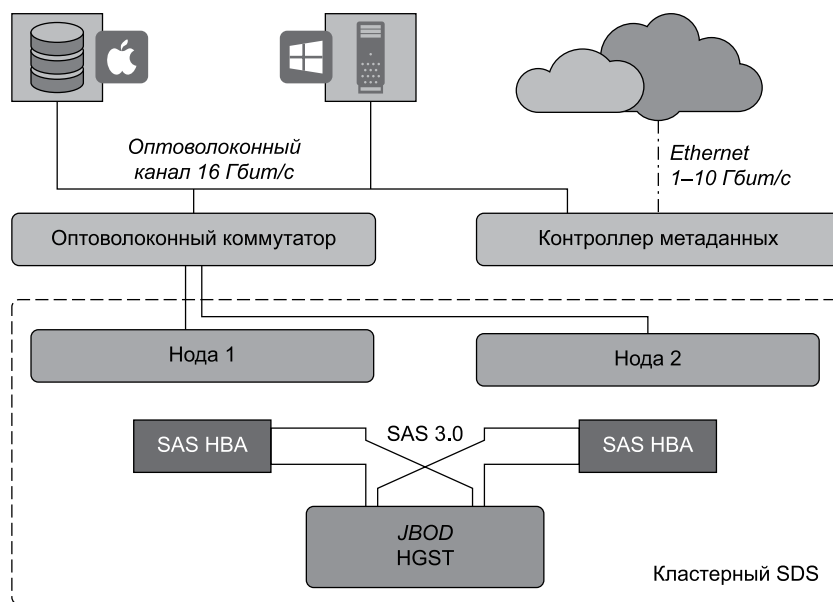 Оптоволоконный
канал 16 Гбит/с
Ethernet
1–10 Гбит/с
Оптоволоконный коммутатор
Контроллер метаданных
Нода 1
Нода 2
SAS HBA
SAS 3.0
SAS HBA
JBOD
HGST
Кластерный SDS